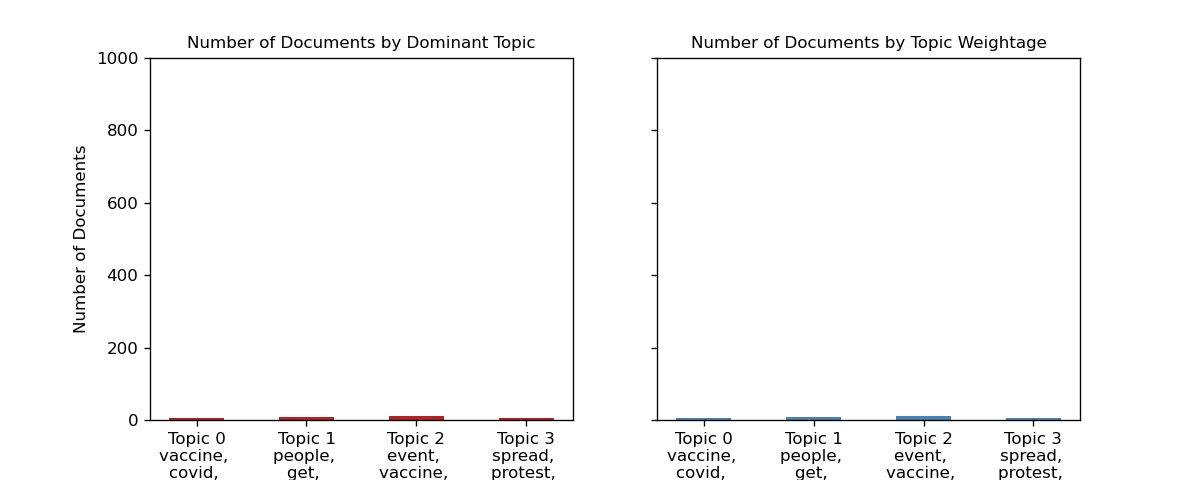 Number of Documents by Dominant Topic
Number of Documents
1000
800
600
400
200
0
Topic 0
vaccine,
covid,
Topic 1
people,
get,
Topic 2
event,
vaccine,
Topic 3
spread,
protest,
Number of Documents by Topic Weightage
Topic 0
vaccine,
covid,
Topic 1
people,
get,
Topic 2
event,
vaccine,
Topic 3
spread,
protest,